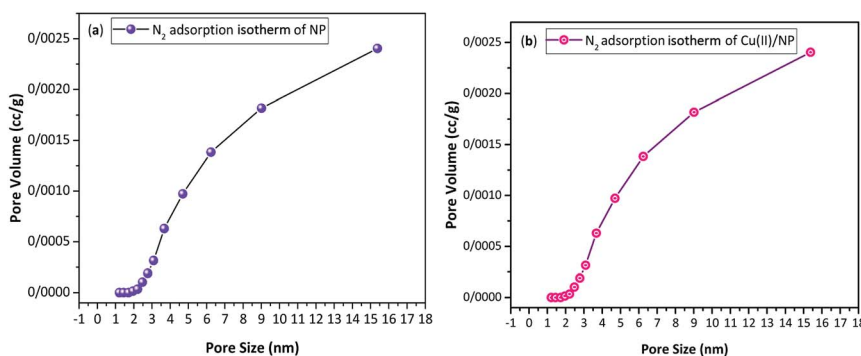 (a) N₂ adsorption isotherm of NP
0/0025
0/0020
0/0015
0/0010
0/0005
0/0000
Pore Volume (cc/g)
-1 0 1 2 3 4 5 6 7 8 9 10 11 12 13 14 15 16 17 18
Pore Size (nm)
(b) N₂ adsorption isotherm of Cu(II)/NP
0/0025
0/0020
0/0015
0/0010
0/0005
0/0000
Pore Volume (cc/g)
-1 0 1 2 3 4 5 6 7 8 9 10 11 12 13 14 15 16 17 18
Pore Size (nm)